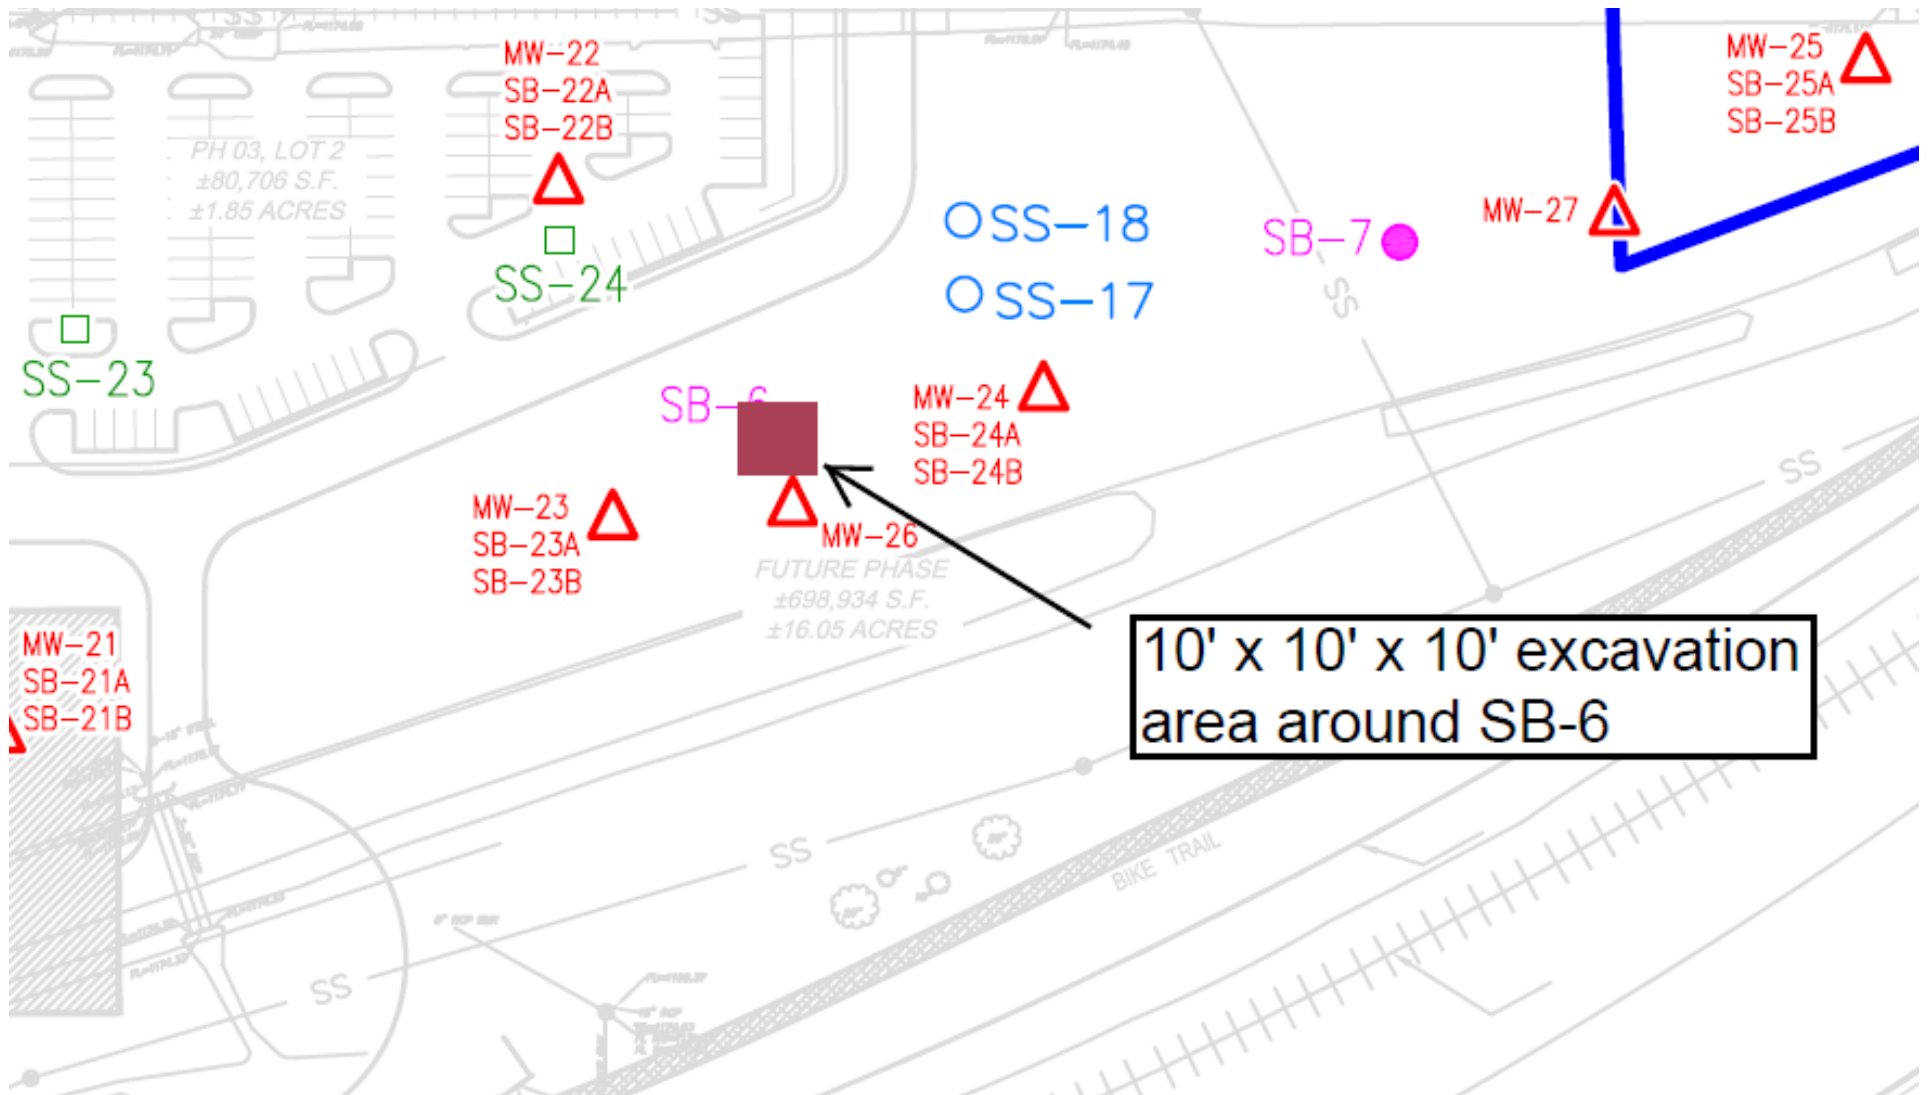 SS
SS
MW-22
SB-22A
SB-22B
MW-25
SB-25A
SB-25B
PH 03, LOT 2
±80,706 S.F.
±1.85 ACRES
MW-27
SS-18
SB-7
SS-24
SS-17
SS
SS-23
SB-6
MW-24
SB-24A
SB-24B
SS
MW-23
SB-23A
SB-23B
MW-26
FUTURE PHASE
±698,934 S.F.
±16.05 ACRES
MW-21
SB-21A
SB-21B
10' x 10' x 10' excavation
area around SB-6
SS
BIKE TRAIL
SS